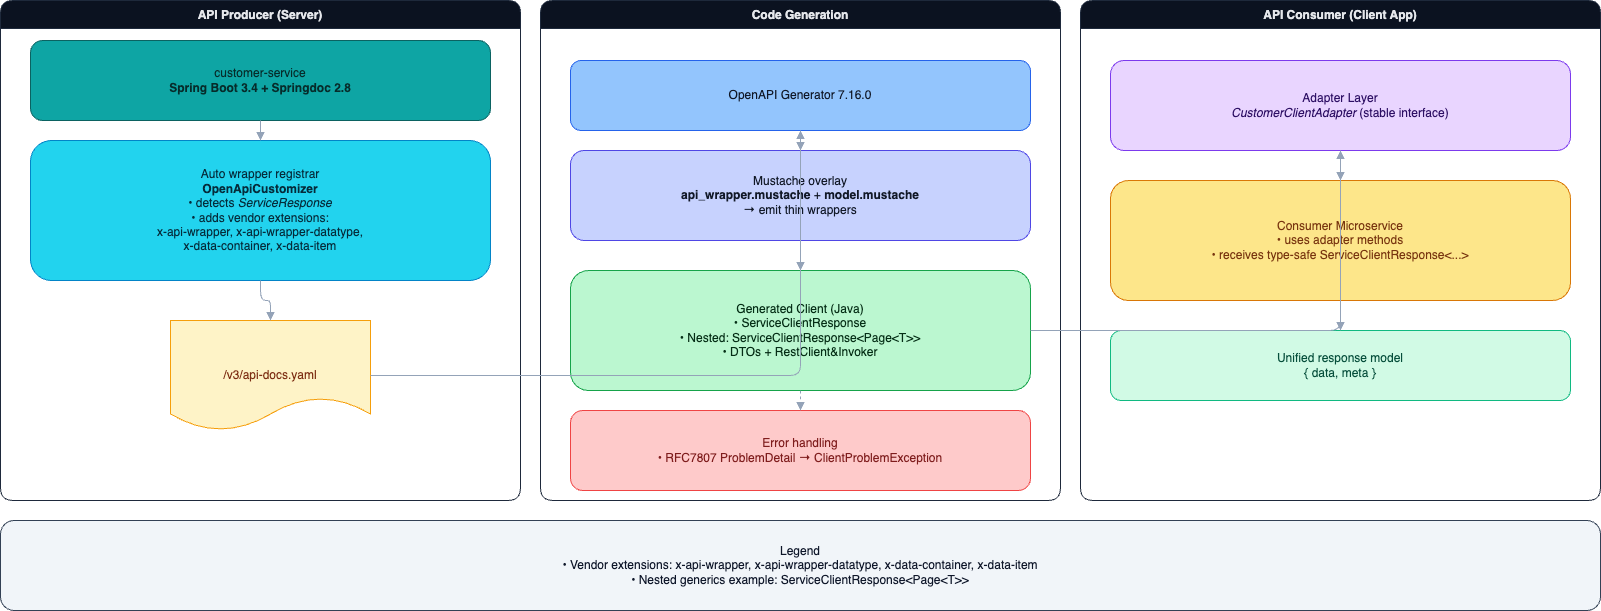 API Producer (Server)
customer-service
Spring Boot 3.4 + Springdoc 2.8
Auto wrapper registrar
OpenApiCustomizer
• detects ServiceResponse
• adds vendor extensions:
x-api-wrapper, x-api-wrapper-datatype,
x-data-container, x-data-item
/v3/api-docs.yaml
Code Generation
OpenAPI Generator 7.16.0
Mustache overlay
api_wrapper.mustache + model.mustache
→ emit thin wrappers
Generated Client (Java)
• ServiceClientResponse
• Nested: ServiceClientResponse<Page<T>>
• DTOs + RestClient&Invoker
Error handling
• RFC7807 ProblemDetail → ClientProblemException
API Consumer (Client App)
Adapter Layer
CustomerClientAdapter (stable interface)
Consumer Microservice
• uses adapter methods
• receives type-safe ServiceClientResponse<...>
Unified response model
{ data, meta }
Legend
• Vendor extensions: x-api-wrapper, x-api-wrapper-datatype, x-data-container, x-data-item
• Nested generics example: ServiceClientResponse<Page<T>>